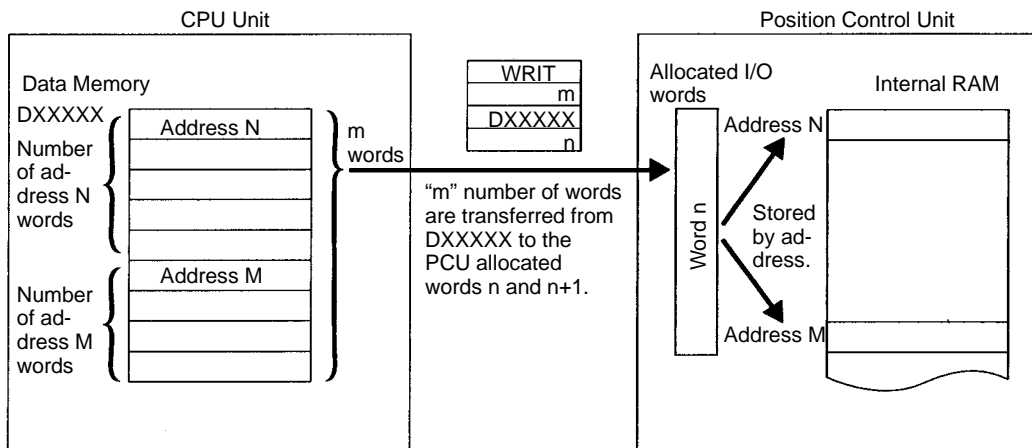 CPU Unit
Data Memory
DXXXXX
Number
of ad-
dress N
words
Address N
Address M
Number
of ad-
dress M
words
m
words
WRIT
m
DXXXXX
n
“m” number of words
are transferred from
DXXXXX to the
PCU allocated
words n and n+1.
Position Control Unit
Allocated I/O
words
Word n
Internal RAM
Address N
Stored
by ad-
dress.
Address M